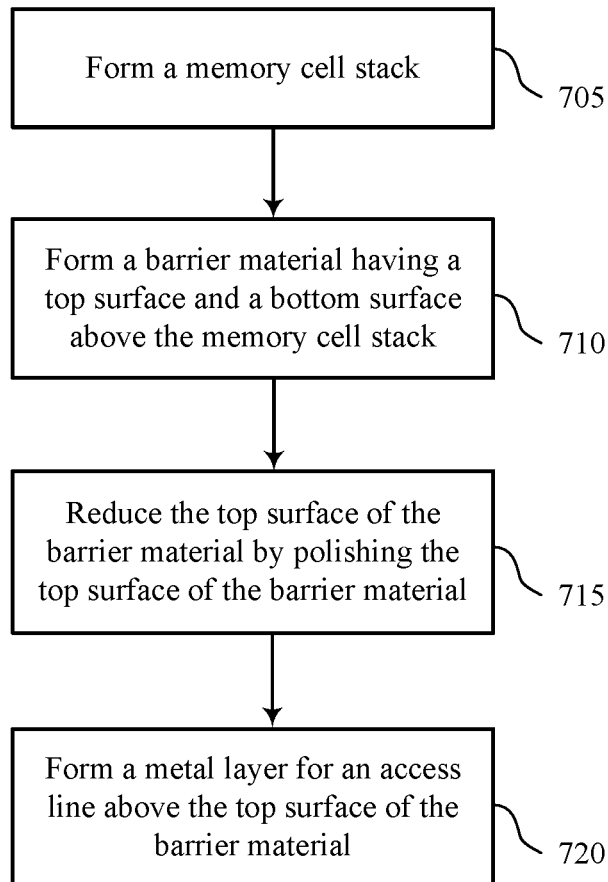 Form a memory cell stack
705
Form a barrier material having a
top surface and a bottom surface
above the memory cell stack
710
Reduce the top surface of the
barrier material by polishing the
top surface of the barrier material
715
Form a metal layer for an access
line above the top surface of the
barrier material
720